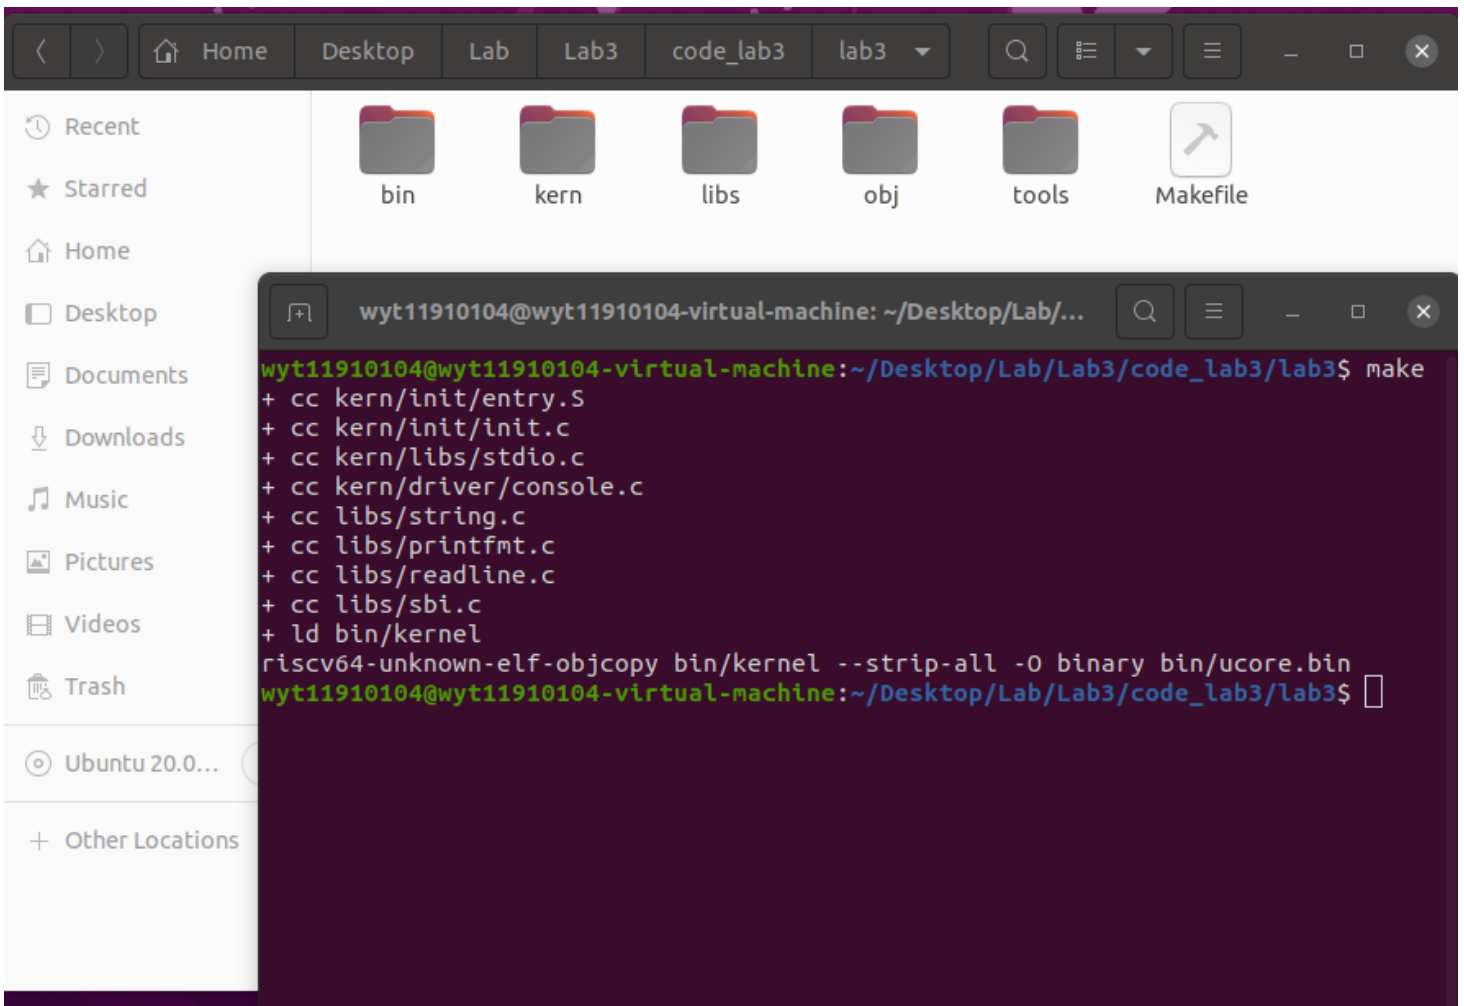 Home Desktop Lab Lab3 code_lab3 lab3
Recent
Starred
Home
Desktop
Documents
Downloads
Music
Pictures
Videos
Trash
Ubuntu 20.0...
+ Other Locations
bin kern libs obj tools Makefile
wyt11910104@wyt11910104-virtual-machine: ~/Desktop/Lab/...
wyt11910104@wyt11910104-virtual-machine:~/Desktop/Lab/Lab3/code_lab3/lab3$ make
+ cc kern/init/entry.S
+ cc kern/init/init.c
+ cc kern/libs/stdio.c
+ cc kern/driver/console.c
+ cc libs/string.c
+ cc libs/printfmt.c
+ cc libs/readline.c
+ cc libs/sbi.c
+ ld bin/kernel
riscv64-unknown-elf-objcopy bin/kernel --strip-all -O binary bin/ucore.bin
wyt11910104@wyt11910104-virtual-machine:~/Desktop/Lab/Lab3/code_lab3/lab3$